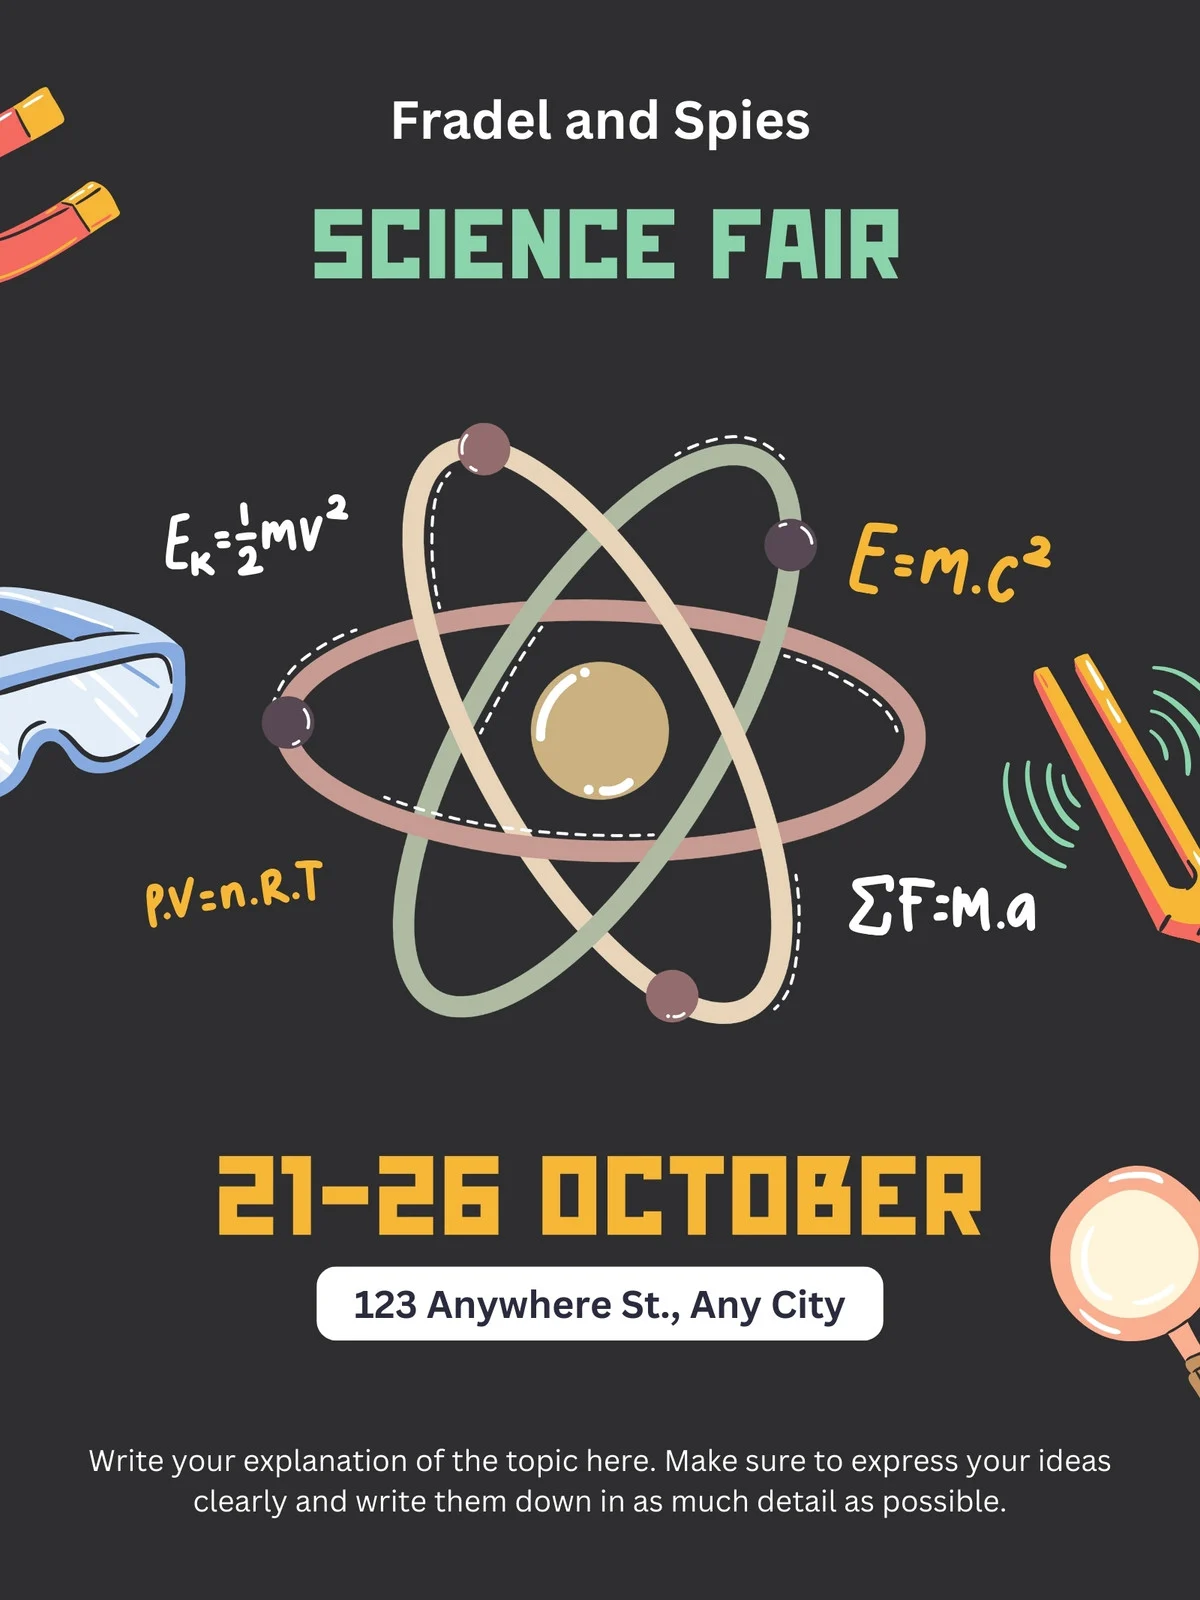 Fradel and Spies
SCIENCE FAIR
Eₖ=½mv²
E=m.c²
P.V=n.R.T
ΣF=m.a
21-26 OCTOBER
123 Anywhere St., Any City
Write your explanation of the topic here. Make sure to express your ideas
clearly and write them down in as much detail as possible.